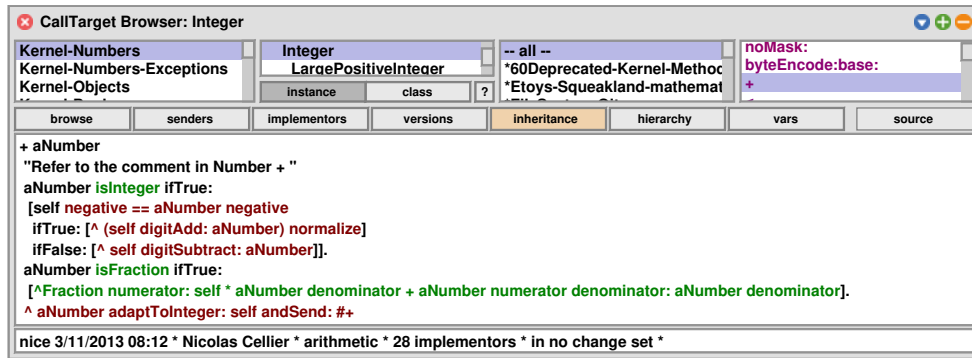 CallTarget Browser: Integer
Kernel-Numbers
Kernel-Numbers-Exceptions
Kernel-Objects
Integer
LargePositiveInteger
instance class ?
-- all --
*60Deprecated-Kernel-Methoc
*Etoys-Squeakland-mathemat
noMask:
byteEncode:base:
+
browse senders implementors versions inheritance hierarchy vars source
+ aNumber
"Refer to the comment in Number + "
aNumber isInteger ifTrue:
[self negative == aNumber negative
ifTrue: [^ (self digitAdd: aNumber) normalize]
ifFalse: [^ self digitSubtract: aNumber]].
aNumber isFraction ifTrue:
[^Fraction numerator: self * aNumber denominator + aNumber numerator denominator: aNumber denominator].
^ aNumber adaptToInteger: self andSend: #+
nice 3/11/2013 08:12 * Nicolas Cellier * arithmetic * 28 implementors * in no change set *